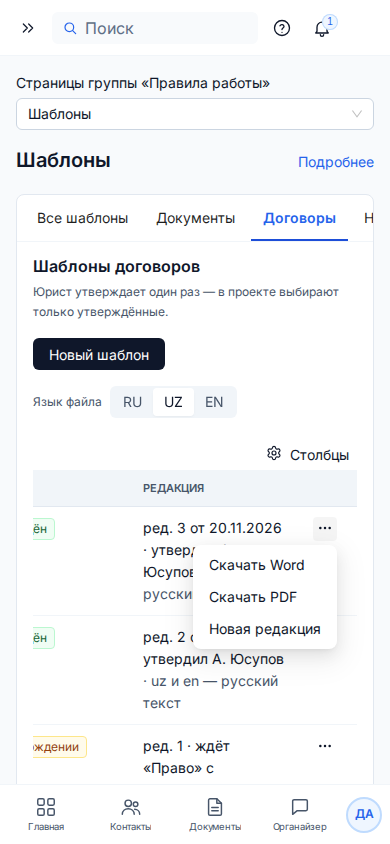 Поиск
1
Страницы группы «Правила работы»
Шаблоны
Шаблоны
Подробнее
Все шаблоны
Документы
Договоры
Шаблоны договоров
Юрист утверждает один раз — в проекте выбирают
только утверждённые.
Новый шаблон
Язык файла
RU
UZ
EN
Столбцы
РЕДАКЦИЯ
ён
ред. 3 от 20.11.2026
· утверд
Юсупов
русский
Скачать Word
Скачать PDF
Новая редакция
ён
ред. 2
утвердил А. Юсупов
· uz и en — русский
текст
ождении
ред. 1 · ждёт
«Право» с
Главная
Контакты
Документы
Органайзер
ДА